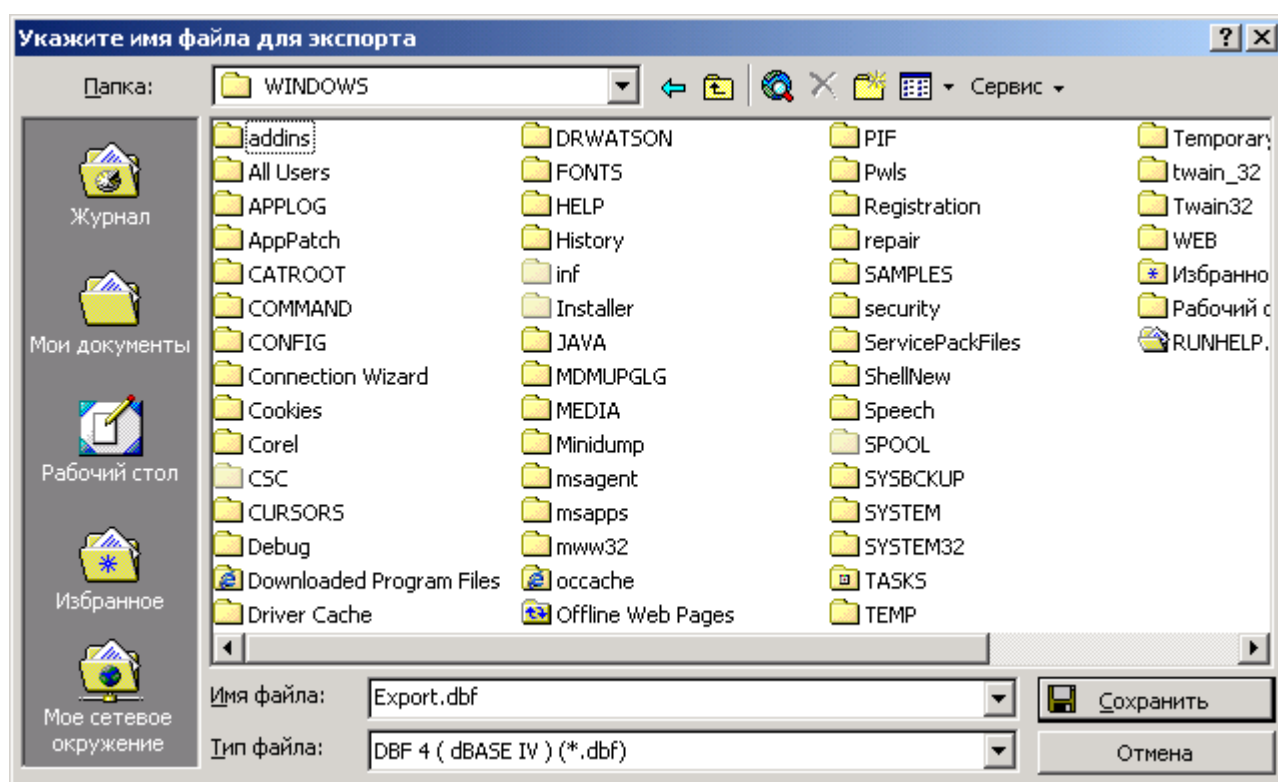 Укажите имя файла для экспорта
Папка:
WINDOWS
Сервис
Журнал
Мои документы
Рабочий стол
Избранное
Мое сетевое
окружение
addins
All Users
APPLOG
AppPatch
CATROOT
COMMAND
CONFIG
Connection Wizard
Cookies
Corel
CSC
CURSORS
Debug
Downloaded Program Files
Driver Cache
DRWATSON
FONTS
HELP
History
inf
Installer
JAVA
MDMUPGLG
MEDIA
Minidump
msagent
msapps
mww32
occache
Offline Web Pages
PIF
Pwls
Registration
repair
SAMPLES
security
ServicePackFiles
ShellNew
Speech
SPOOL
SYSBCKUP
SYSTEM
SYSTEM32
TASKS
TEMP
Temporary
twain_32
Twain32
WEB
Избранно
Рабочий с
RUNHELP.
Имя файла:
Export.dbf
Сохранить
Тип файла:
DBF 4 ( dBASE IV ) (*.dbf)
Отмена